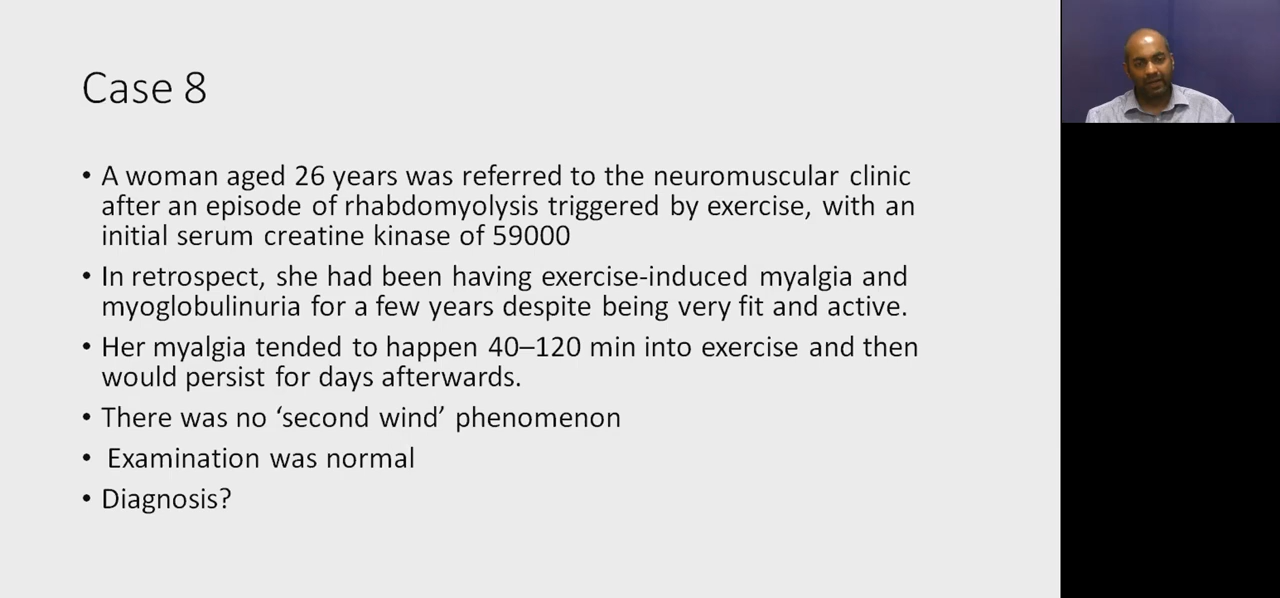 Case 8
• A woman aged 26 years was referred to the neuromuscular clinic
after an episode of rhabdomyolysis triggered by exercise, with an
initial serum creatine kinase of 59000
• In retrospect, she had been having exercise-induced myalgia and
myoglobulinuria for a few years despite being very fit and active.
• Her myalgia tended to happen 40–120 min into exercise and then
would persist for days afterwards.
• There was no ‘second wind’ phenomenon
• Examination was normal
• Diagnosis?